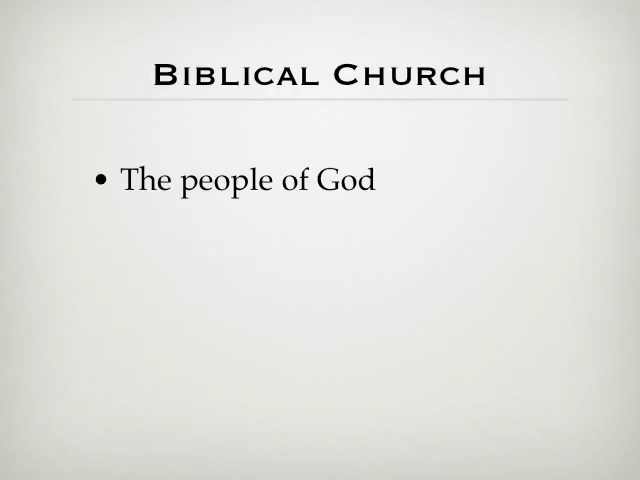 Biblical Church
• The people of God